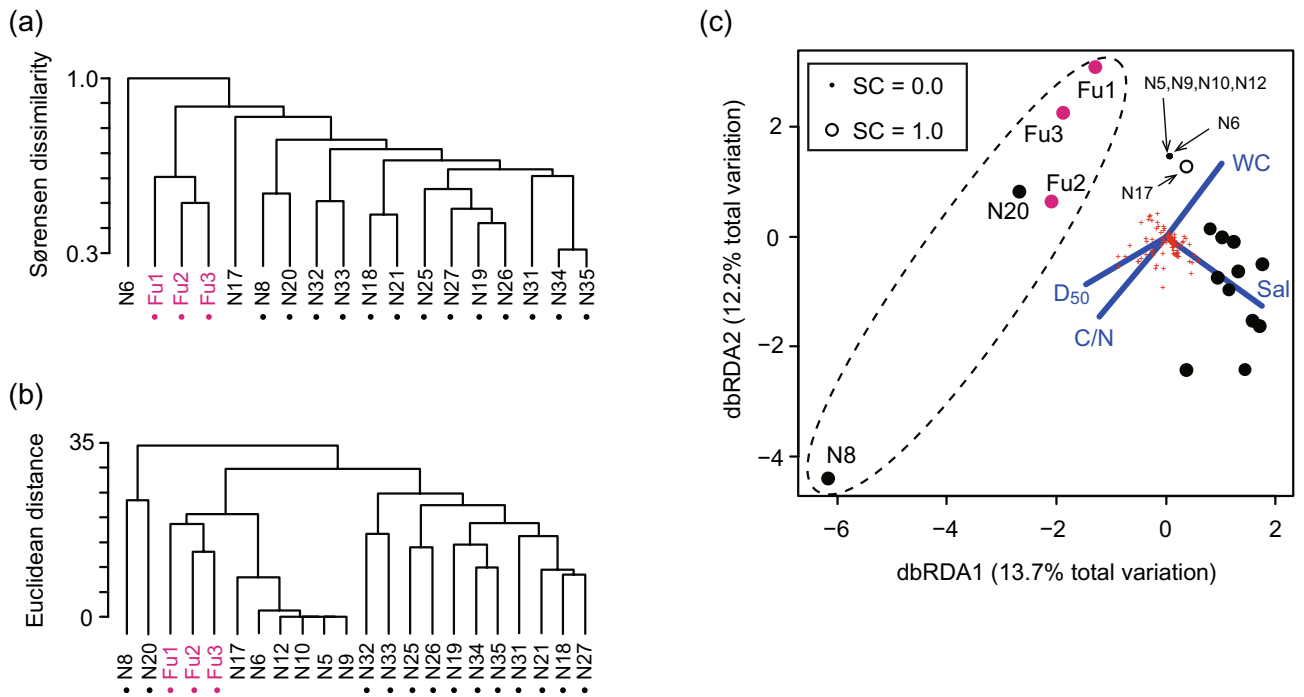 (a)
Sørensen dissimilarity
1.0
0.3
N6 Fu1 Fu2 Fu3 N17 N8 N20 N32 N33 N18 N21 N25 N27 N19 N26 N31 N34 N35
(b)
Euclidean distance
35
0
N8 N20 Fu1 Fu2 Fu3 N17 N6 N12 N10 N5 N9 N32 N33 N25 N26 N19 N34 N35 N31 N21 N18 N27
(c)
SC = 0.0
SC = 1.0
Fu1
N5,N9,N10,N12
N6
Fu3
WC
Fu2
N17
N20
D50
Sal
C/N
N8
dbRDA2 (12.2% total variation)
2
0
−2
−4
−6 −4 −2 0 2
dbRDA1 (13.7% total variation)